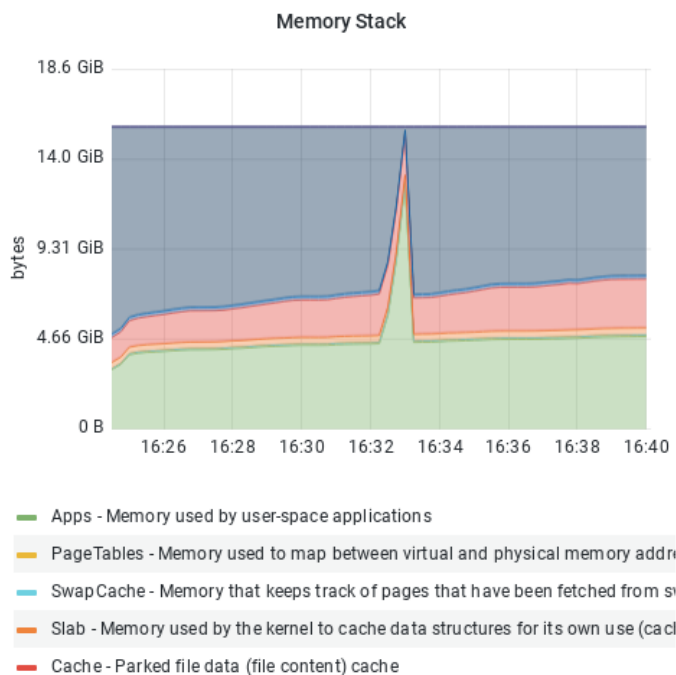 Memory Stack
18.6 GiB
14.0 GiB
9.31 GiB
4.66 GiB
0 B
bytes
16:26 16:28 16:30 16:32 16:34 16:36 16:38 16:40
Apps - Memory used by user-space applications
PageTables - Memory used to map between virtual and physical memory addre
SwapCache - Memory that keeps track of pages that have been fetched from sw
Slab - Memory used by the kernel to cache data structures for its own use (cach
Cache - Parked file data (file content) cache